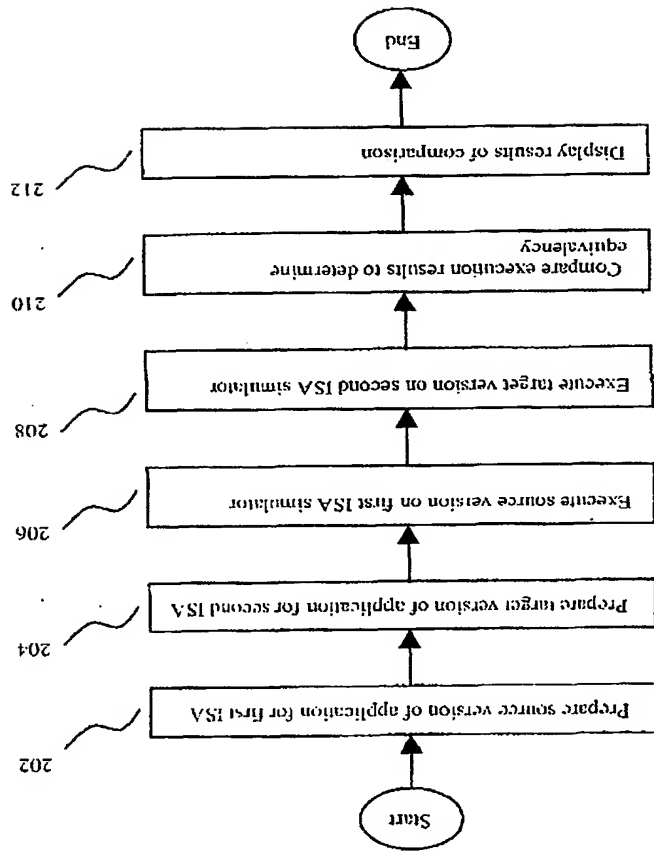 Start
202
Prepare source version of application for first ISA
204
Prepare target version of application for second ISA
206
Execute source version on first ISA simulator
208
Execute target version on second ISA simulator
210
Compare execution results to determine
equivalency
212
Display results of comparison
End